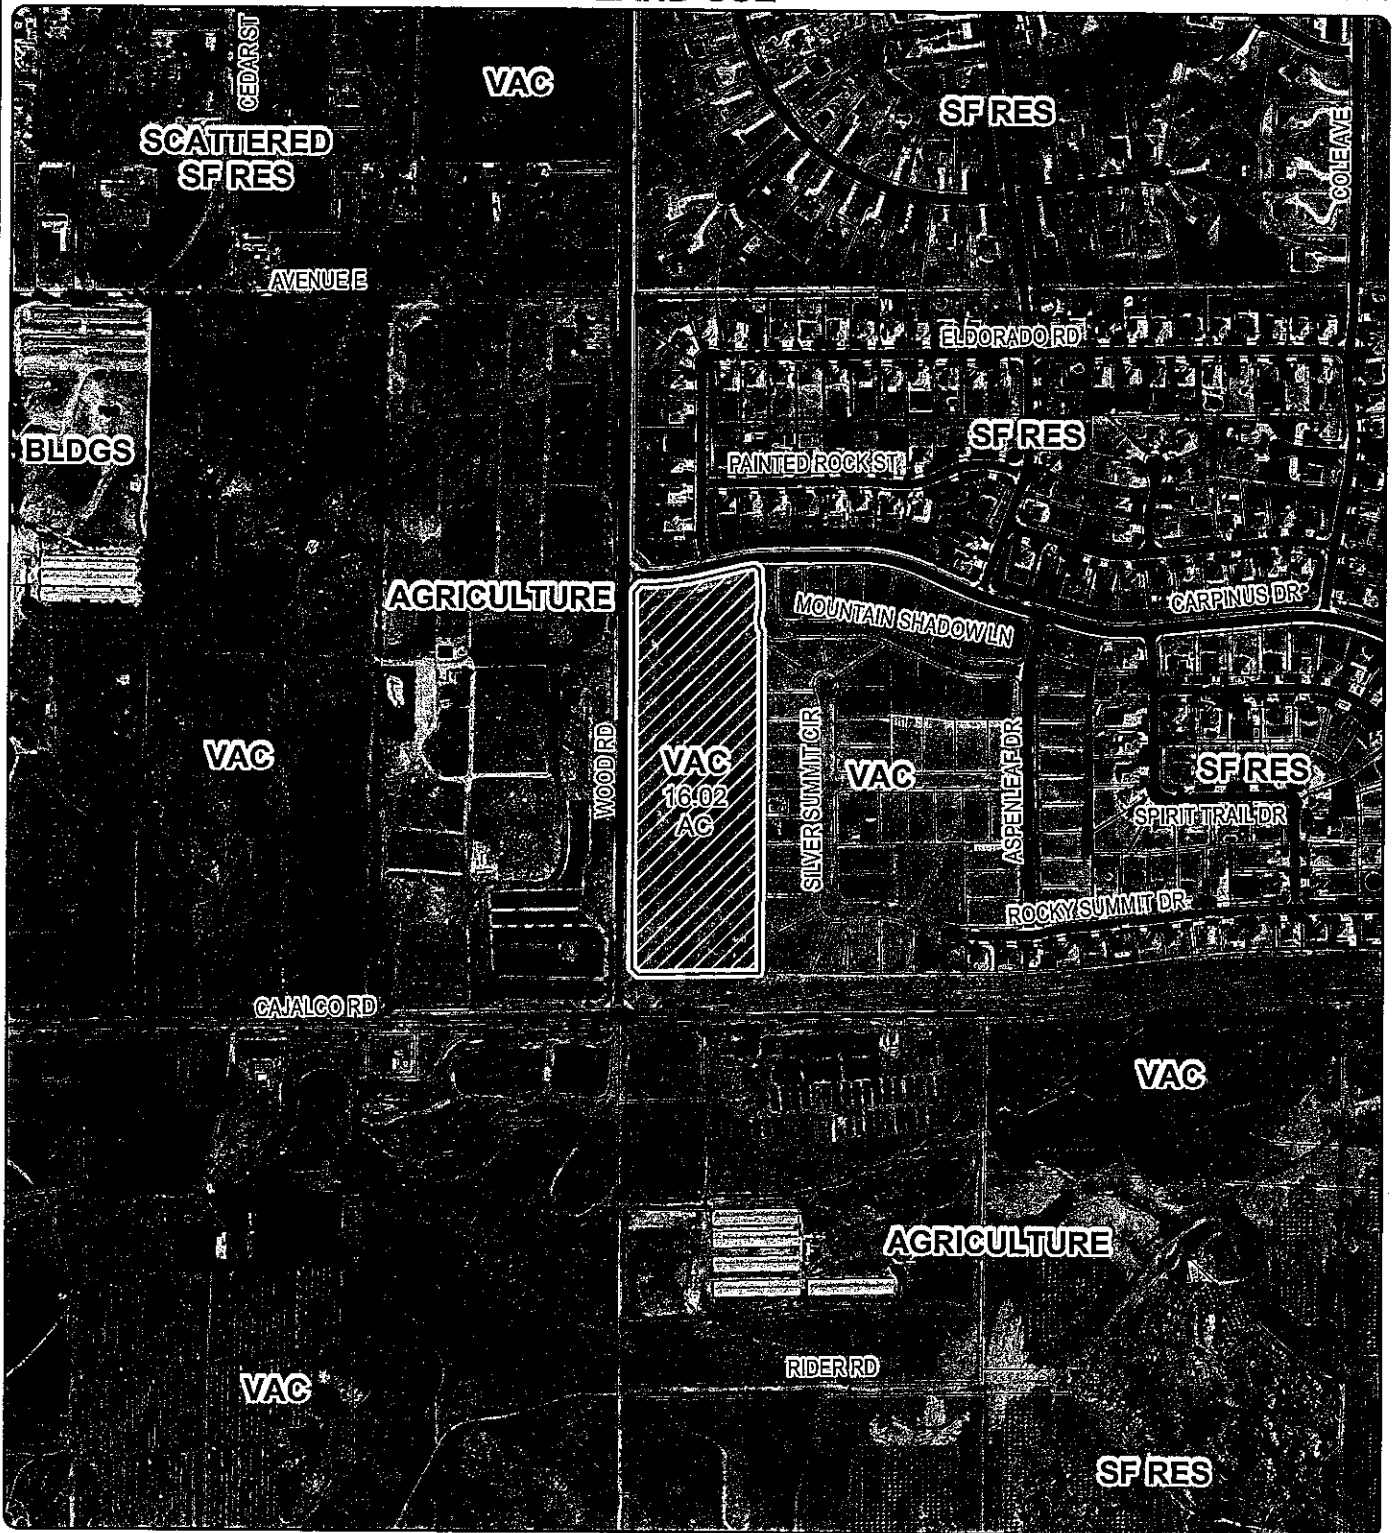 CEDAR ST
VAC
SF RES
COLE AVE
SCATTERED
SF RES
AVENUE E
ELDORADO RD
BLDGS
SF RES
PAINTED ROCK ST
AGRICULTURE
MOUNTAIN SHADOW LN
CARPINUS DR
WOOD RD
VAC
16.02
AC
VAC
SILVER SUMMIT CIR
VAC
ASPENLEAF DR
SF RES
SPIRIT TRAIL DR
ROCKY SUMMIT DR
CAJALCO RD
VAC
AGRICULTURE
RIDER RD
VAC
SF RES